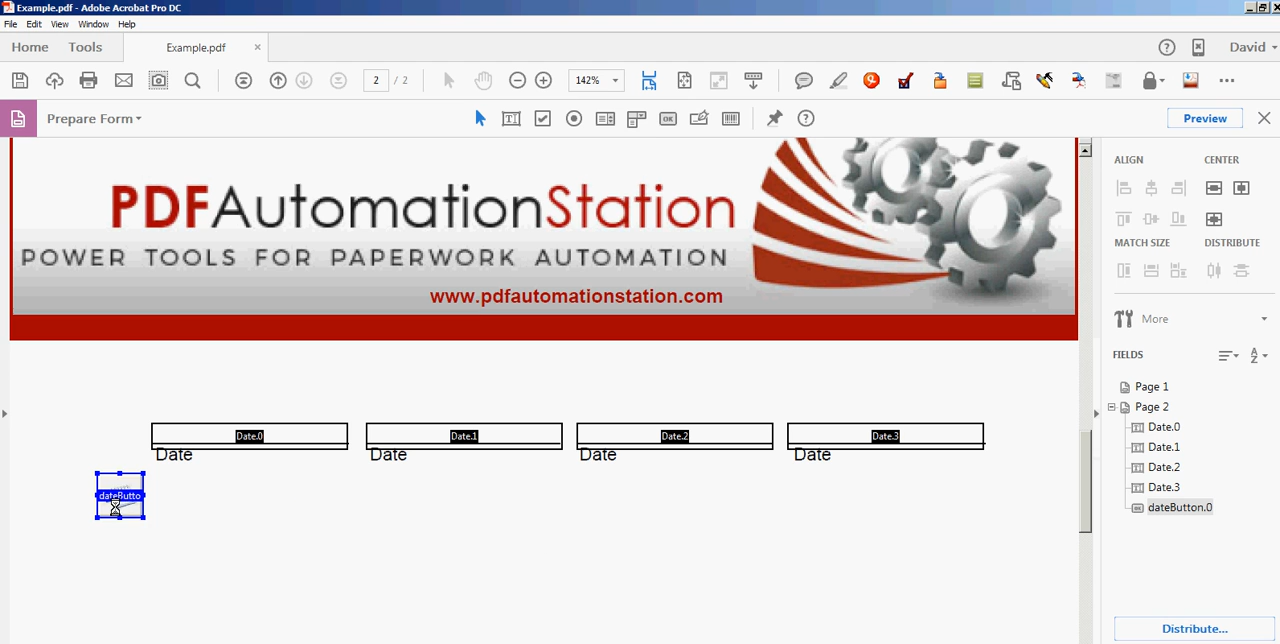 Example.pdf - Adobe Acrobat Pro DC
File Edit View Window Help
Home Tools Example.pdf × David
2 / 2 142%
Prepare Form Preview
ALIGN CENTER
PDFAutomationStation
POWER TOOLS FOR PAPERWORK AUTOMATION
www.pdfautomationstation.com
MATCH SIZE DISTRIBUTE
More
FIELDS
Page 1
Page 2
Date.0
Date.1
Date.2
Date.3
dateButton.0
Date.0 Date.1 Date.2 Date.3
Date Date Date Date
dateButto
Distribute...